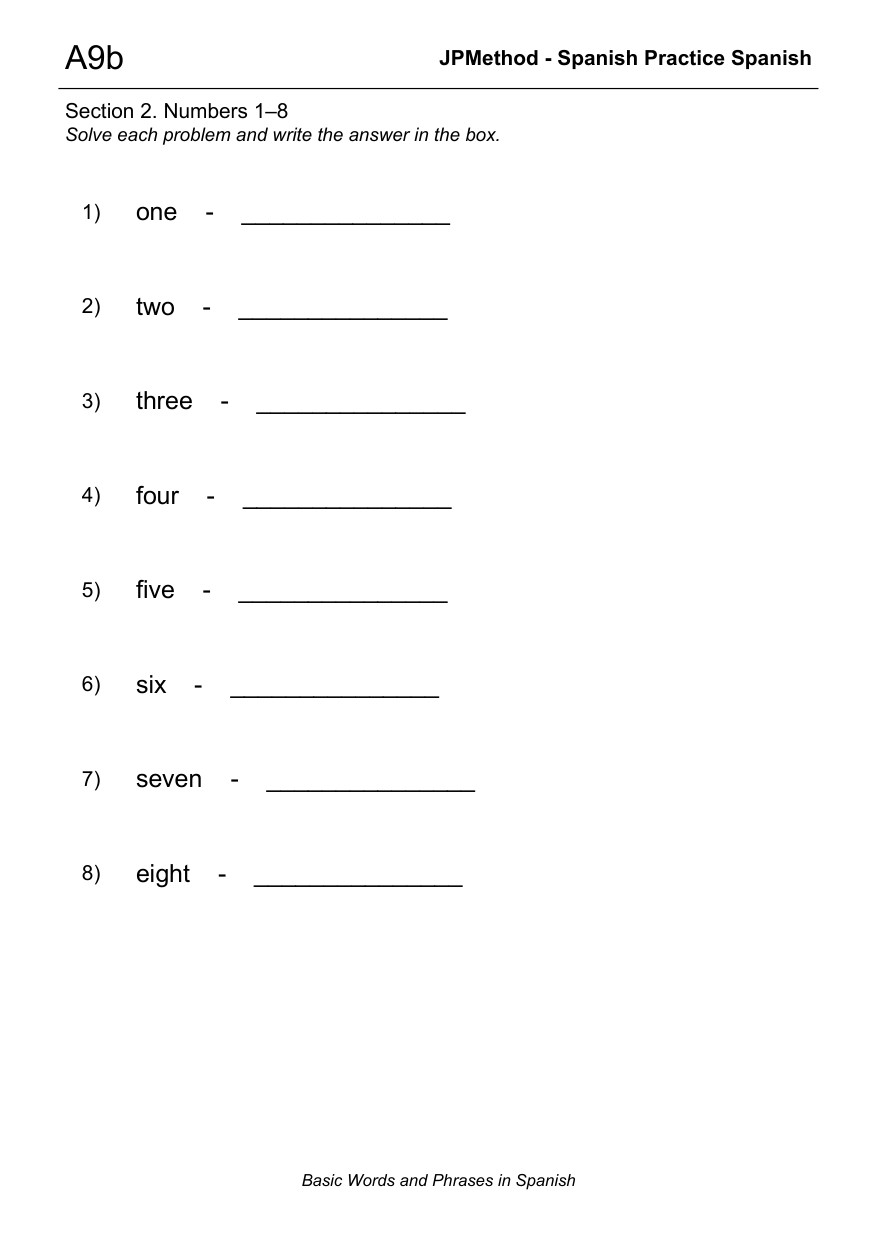 A9b
JPMethod - Spanish Practice Spanish
Section 2. Numbers 1–8
Solve each problem and write the answer in the box.
1) one - _______________
2) two - _______________
3) three - _______________
4) four - _______________
5) five - _______________
6) six - _______________
7) seven - _______________
8) eight - _______________
Basic Words and Phrases in Spanish